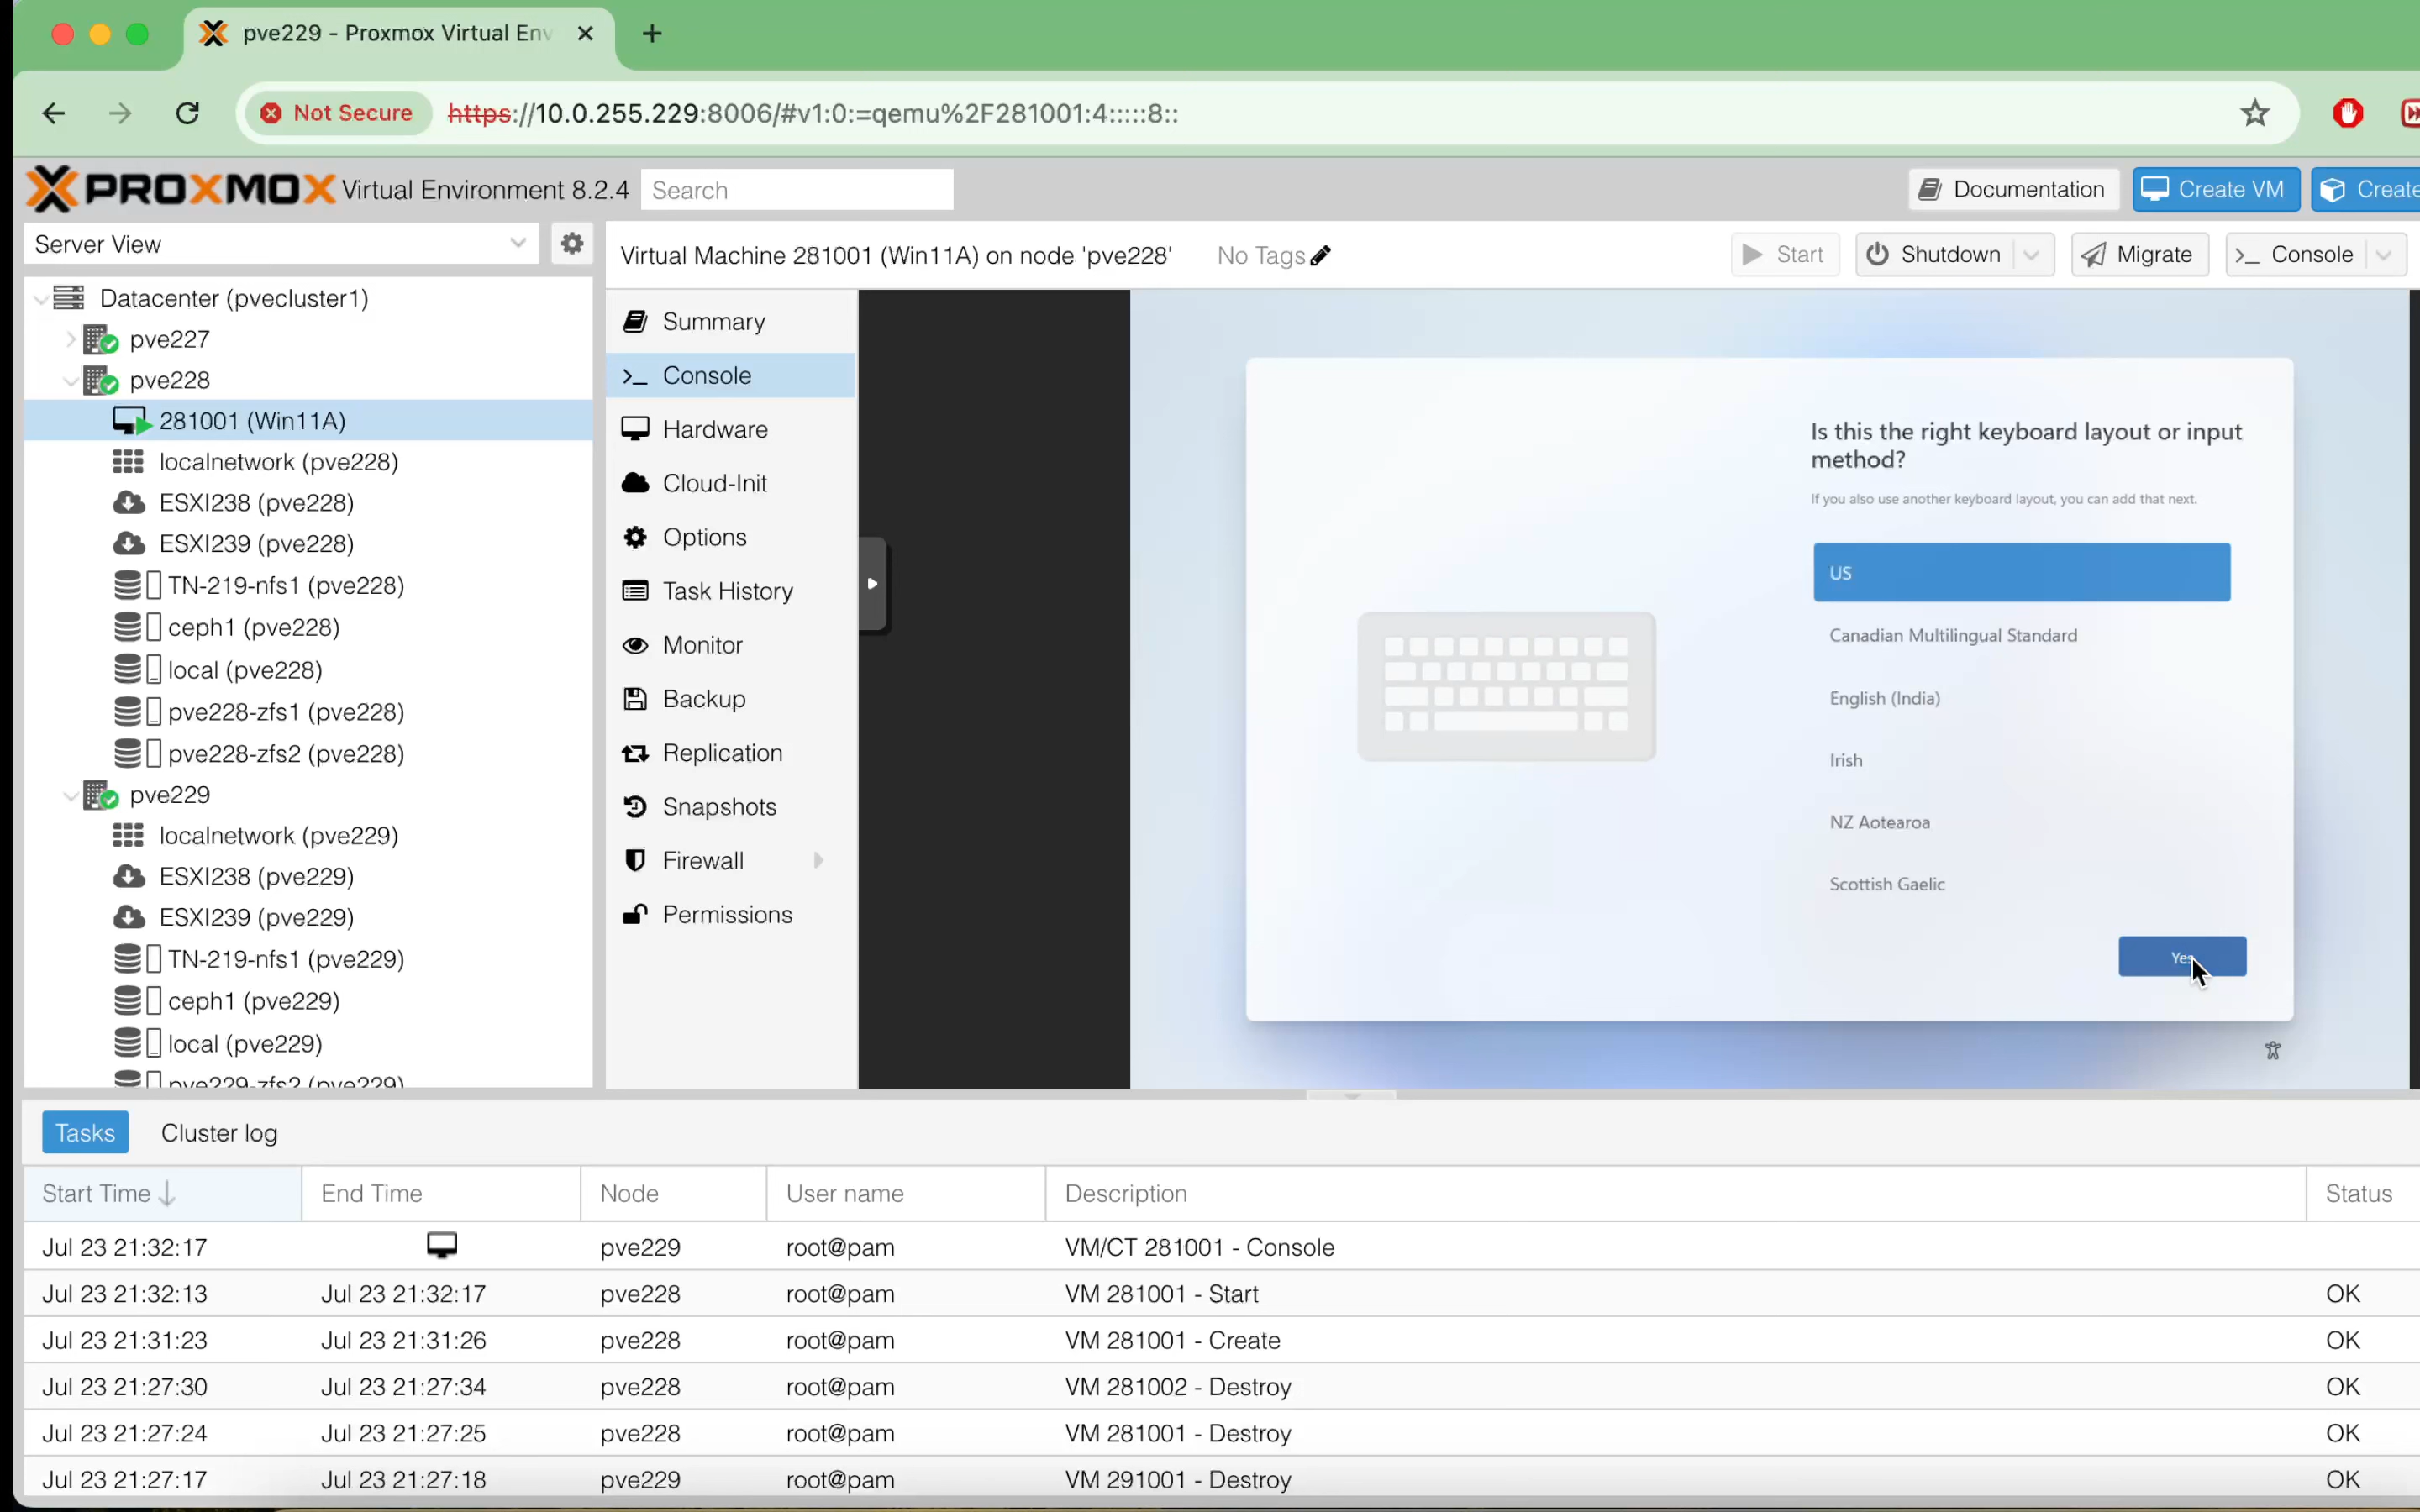 pve229 - Proxmox Virtual Env
Not Secure https://10.0.255.229:8006/#v1:0:=qemu%2F281001:4:::::8::
PROXMOX Virtual Environment 8.2.4 Search Documentation Create VM Create
Server View
Virtual Machine 281001 (Win11A) on node 'pve228' No Tags Start Shutdown Migrate >_ Console
Datacenter (pvecluster1)
pve227
pve228
281001 (Win11A)
localnetwork (pve228)
ESXI238 (pve228)
ESXI239 (pve228)
TN-219-nfs1 (pve228)
ceph1 (pve228)
local (pve228)
pve228-zfs1 (pve228)
pve228-zfs2 (pve228)
pve229
localnetwork (pve229)
ESXI238 (pve229)
ESXI239 (pve229)
TN-219-nfs1 (pve229)
ceph1 (pve229)
local (pve229)
pve229-zfs2 (pve229)
Summary
>_ Console
Hardware
Cloud-Init
Options
Task History
Monitor
Backup
Replication
Snapshots
Firewall
Permissions
Is this the right keyboard layout or input
method?
If you also use another keyboard layout, you can add that next.
US
Canadian Multilingual Standard
English (India)
Irish
NZ Aotearoa
Scottish Gaelic
Yes
Tasks Cluster log
Start Time End Time Node User name Description Status
Jul 23 21:32:17 pve229 root@pam VM/CT 281001 - Console
Jul 23 21:32:13 Jul 23 21:32:17 pve228 root@pam VM 281001 - Start OK
Jul 23 21:31:23 Jul 23 21:31:26 pve228 root@pam VM 281001 - Create OK
Jul 23 21:27:30 Jul 23 21:27:34 pve228 root@pam VM 281002 - Destroy OK
Jul 23 21:27:24 Jul 23 21:27:25 pve228 root@pam VM 281001 - Destroy OK
Jul 23 21:27:17 Jul 23 21:27:18 pve229 root@pam VM 291001 - Destroy OK